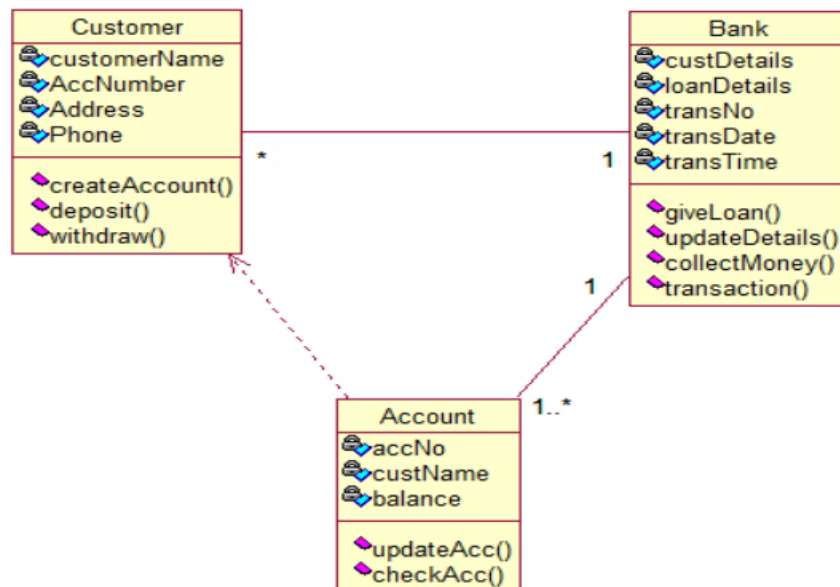 Customer
customerName
AccNumber
Address
Phone
createAccount()
deposit()
withdraw()
Bank
custDetails
loanDetails
transNo
transDate
transTime
giveLoan()
updateDetails()
collectMoney()
transaction()
*
1
1
1..*
Account
accNo
custName
balance
updateAcc()
checkAcc()